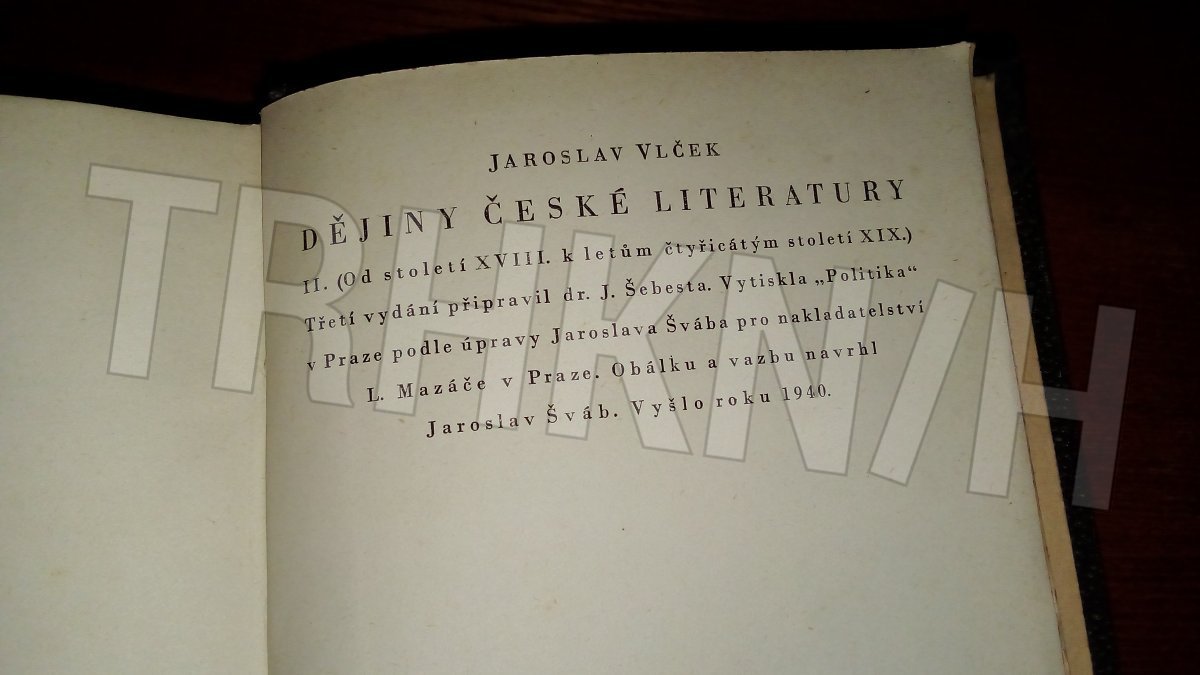 JAROSLAV VLČEK
DĚJINY ČESKÉ LITERATURY
II. (Od století XVIII. k letům čtyřicátým století XIX.)
Třetí vydání připravil dr. J. Šebesta. Vytiskla „Politika“
v Praze podle úpravy Jaroslava Švába pro nakladatelství
L. Mazáče v Praze. Obálku a vazbu navrhl
Jaroslav Šváb. Vyšlo roku 1940.
TRHKNIH